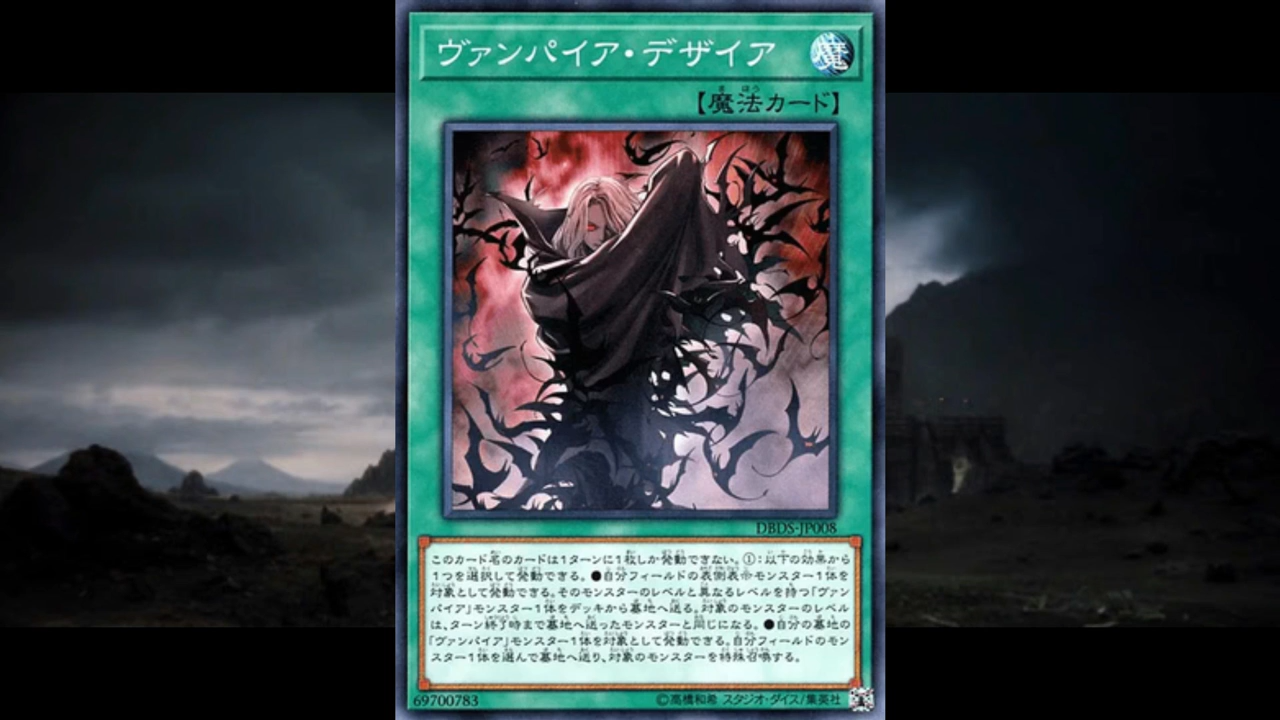 ヴァンパイア・デザイア
魔
【魔法カード】
DBDS-JP008
このカード名のカードは1ターンに1枚しか発動できない。①:以下の効果から
1つを選択して発動できる。●自分フィールドの表側表示モンスター1体を
対象として発動できる。そのモンスターのレベルと異なるレベルを持つ「ヴァン
パイア」モンスター1体をデッキから墓地へ送る。対象のモンスターのレベル
は、ターン終了時まで墓地へ送ったモンスターと同じになる。●自分の墓地の
「ヴァンパイア」モンスター1体を対象として発動できる。自分フィールドのモン
スター1体を選んで墓地へ送り、対象のモンスターを特殊召喚する。
69700783
©高橋和希 スタジオ・ダイス/集英社